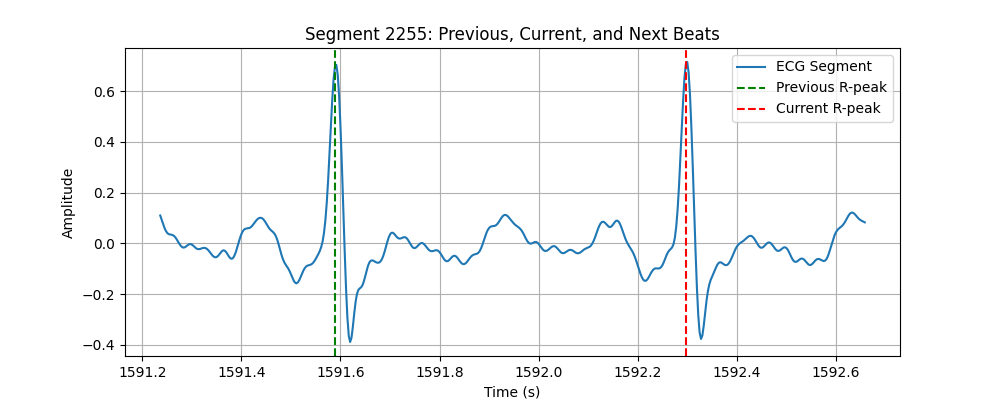 Segment 2255: Previous, Current, and Next Beats
ECG Segment
Previous R-peak
Current R-peak
Amplitude
0.6
0.4
0.2
0.0
−0.2
−0.4
1591.2 1591.4 1591.6 1591.8 1592.0 1592.2 1592.4 1592.6
Time (s)